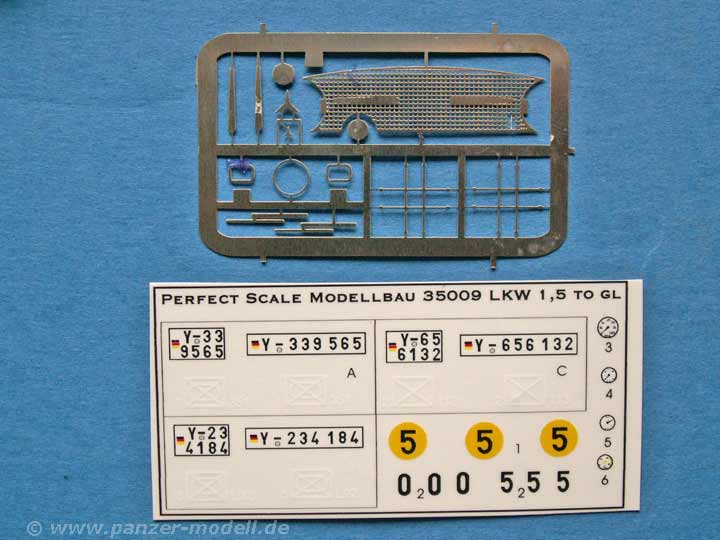 PERFECT SCALE MODELLBAU 35009 LKW 1,5 TO GL
Y-33
9565
Y-339 565
A
Y-65
6132
Y-656 132
C
3
4
Y-23
4184
Y-234 184
5 5 1 5
5
0 2 0 0 5 2 5 5
6
© www.panzer-modell.de